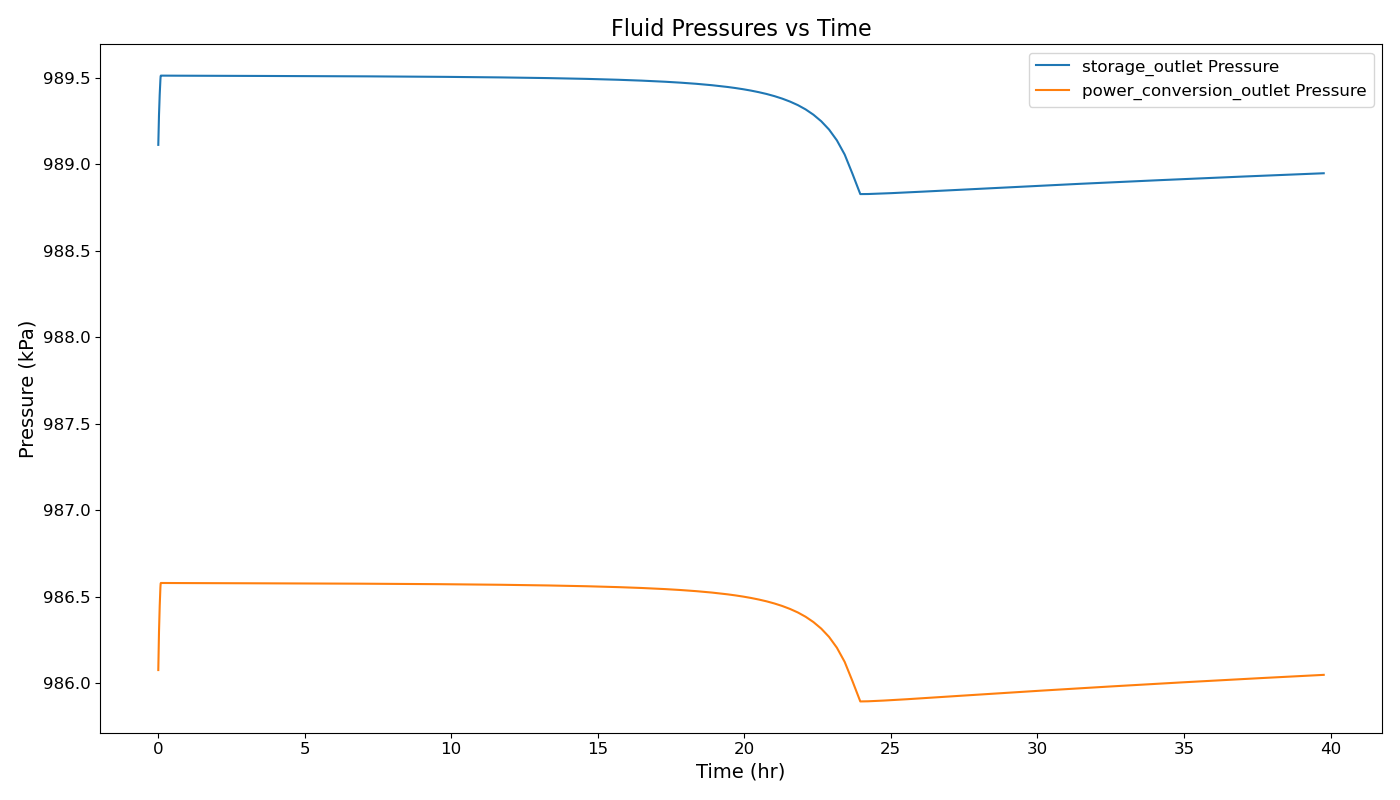 Fluid Pressures vs Time
storage_outlet Pressure
power_conversion_outlet Pressure
Pressure (kPa)
989.5
989.0
988.5
988.0
987.5
987.0
986.5
986.0
0 5 10 15 20 25 30 35 40
Time (hr)